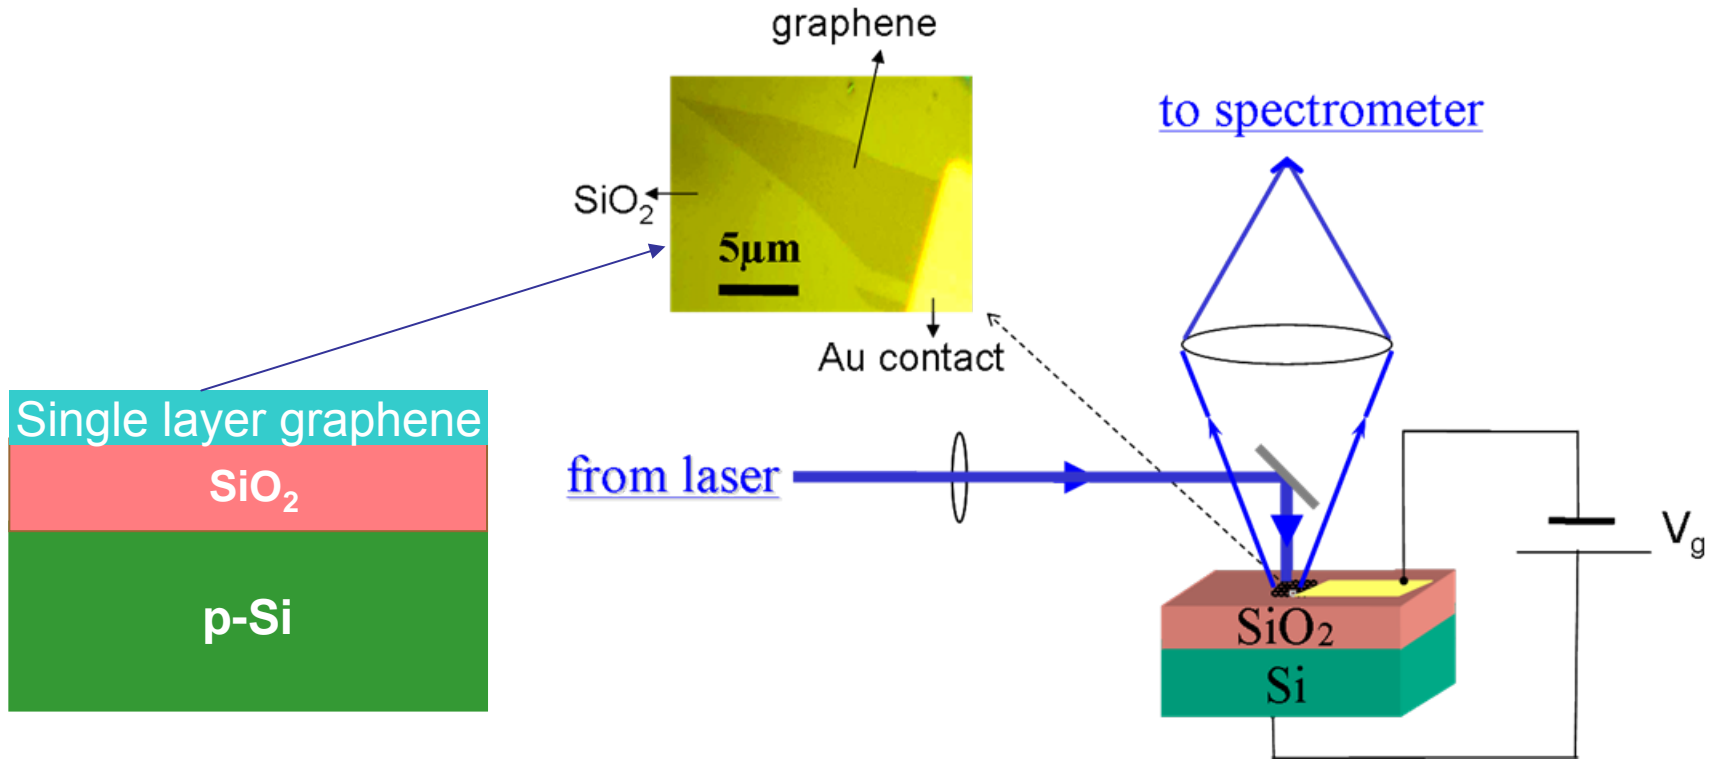 graphene
SiO₂
5μm
Au contact
Single layer graphene
SiO₂
p-Si
to spectrometer
from laser
Vg
SiO₂
Si